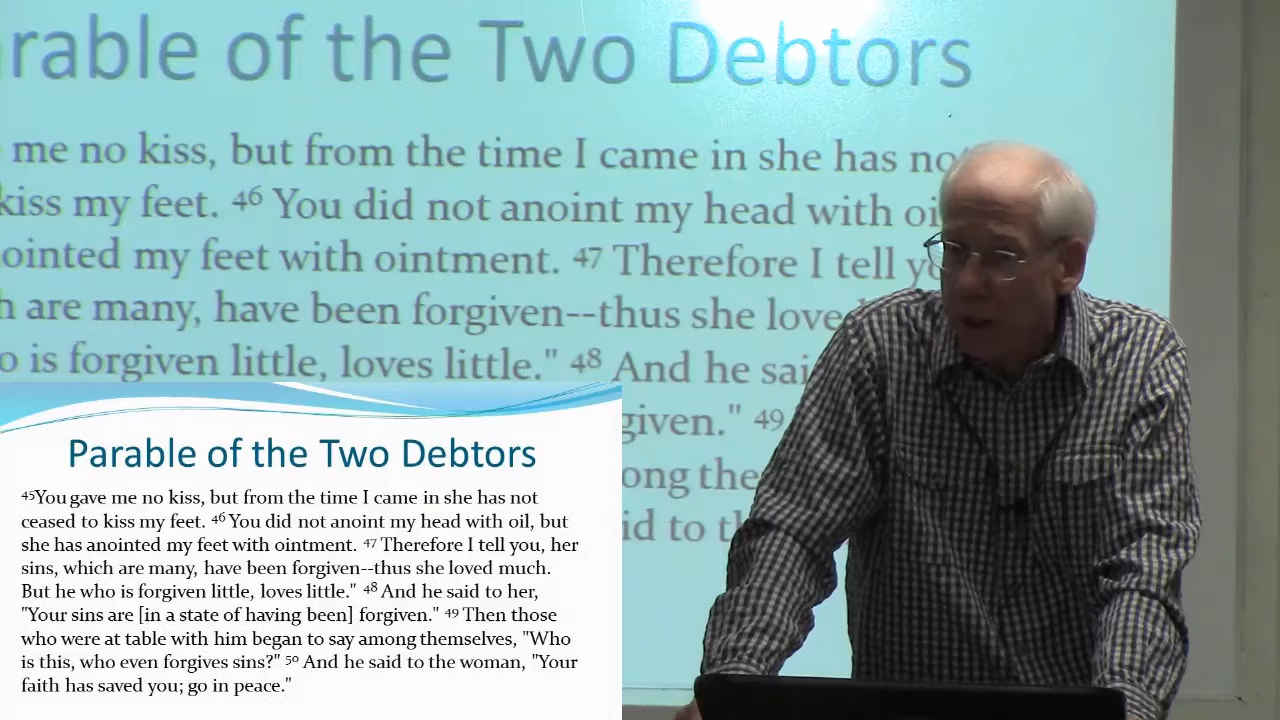 rable of the Two Debtors
me no kiss, but from the time I came in she has not
kiss my feet. 46 You did not anoint my head with
ointed my feet with ointment. 47 Therefore I tell
are many, have been forgiven--thus she
is forgiven little, loves little." 48 And he
given." 49
ong
id to
Parable of the Two Debtors
45You gave me no kiss, but from the time I came in she has not
ceased to kiss my feet. 46 You did not anoint my head with oil, but
she has anointed my feet with ointment. 47 Therefore I tell you, her
sins, which are many, have been forgiven--thus she loved much.
But he who is forgiven little, loves little." 48 And he said to her,
"Your sins are [in a state of having been] forgiven." 49 Then those
who were at table with him began to say among themselves, "Who
is this, who even forgives sins?" 50 And he said to the woman, "Your
faith has saved you; go in peace."